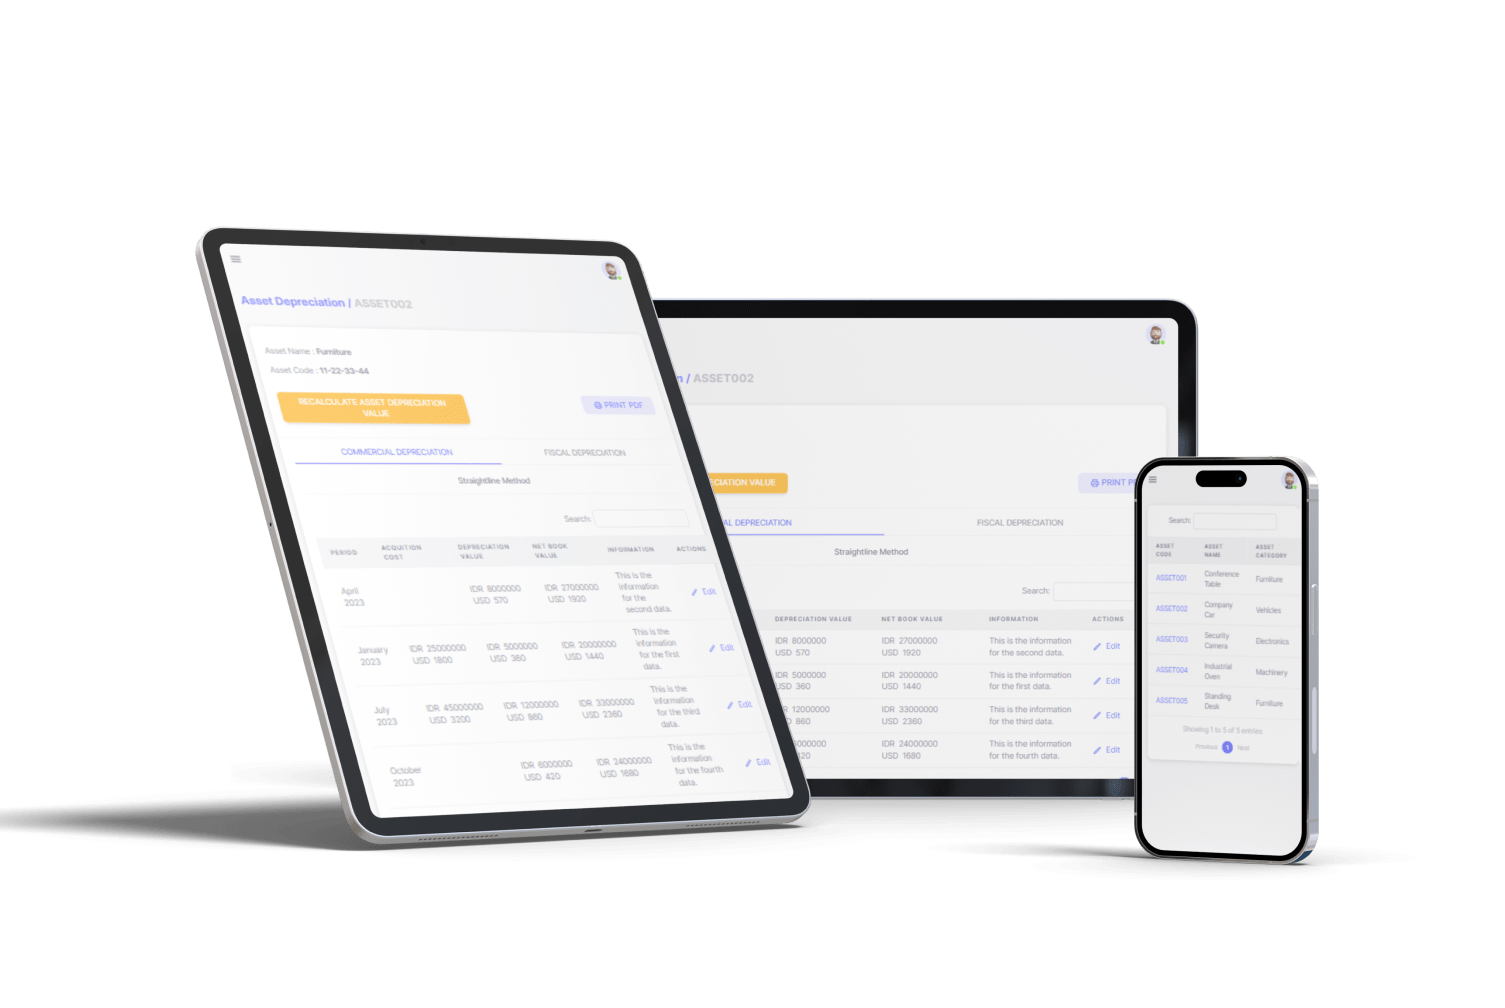 Asset Depreciation / ASSET002
Asset Name : Furniture
Asset Code : 11-22-33-44
RECALCULATE ASSET DEPRECIATION
VALUE
PRINT PDF
COMMERCIAL DEPRECIATION
FISCAL DEPRECIATION
Straightline Method
Search:
PERIOD
ACQUITION
COST
DEPRECIATION
VALUE
NET BOOK
VALUE
INFORMATION
ACTIONS
April
2023
IDR 8000000
USD 570
IDR 27000000
USD 1920
This is the
information
for the
second data.
Edit
January
2023
IDR 25000000
USD 1800
IDR 5000000
USD 360
IDR 20000000
USD 1440
This is the
information
for the first
data.
Edit
July
2023
IDR 45000000
USD 3200
IDR 12000000
USD 860
IDR 33000000
USD 2360
This is the
information
for the third
data.
Edit
October
2023
IDR 6000000
USD 420
IDR 24000000
USD 1680
This is the
information
for the fourth
data.
Edit
n / ASSET002
CIATION VALUE
PRINT P
AL DEPRECIATION
FISCAL DEPRECIATION
Straightline Method
Search:
DEPRECIATION VALUE
NET BOOK VALUE
INFORMATION
ACTIONS
IDR 8000000
USD 570
IDR 27000000
USD 1920
This is the information
for the second data.
Edit
IDR 5000000
USD 360
IDR 20000000
USD 1440
This is the information
for the first data.
Edit
12000000
860
IDR 33000000
USD 2360
This is the information
for the third data.
Edit
000000
420
IDR 24000000
USD 1680
This is the information
for the fourth data.
Edit
Search:
ASSET
CODE
ASSET
NAME
ASSET
CATEGORY
ASSET001
Conference
Table
Furniture
ASSET002
Company
Car
Vehicles
ASSET003
Security
Camera
Electronics
ASSET004
Industrial
Oven
Machinery
ASSET005
Standing
Desk
Furniture
Showing 1 to 5 of 5 entries
Previous 1 Next